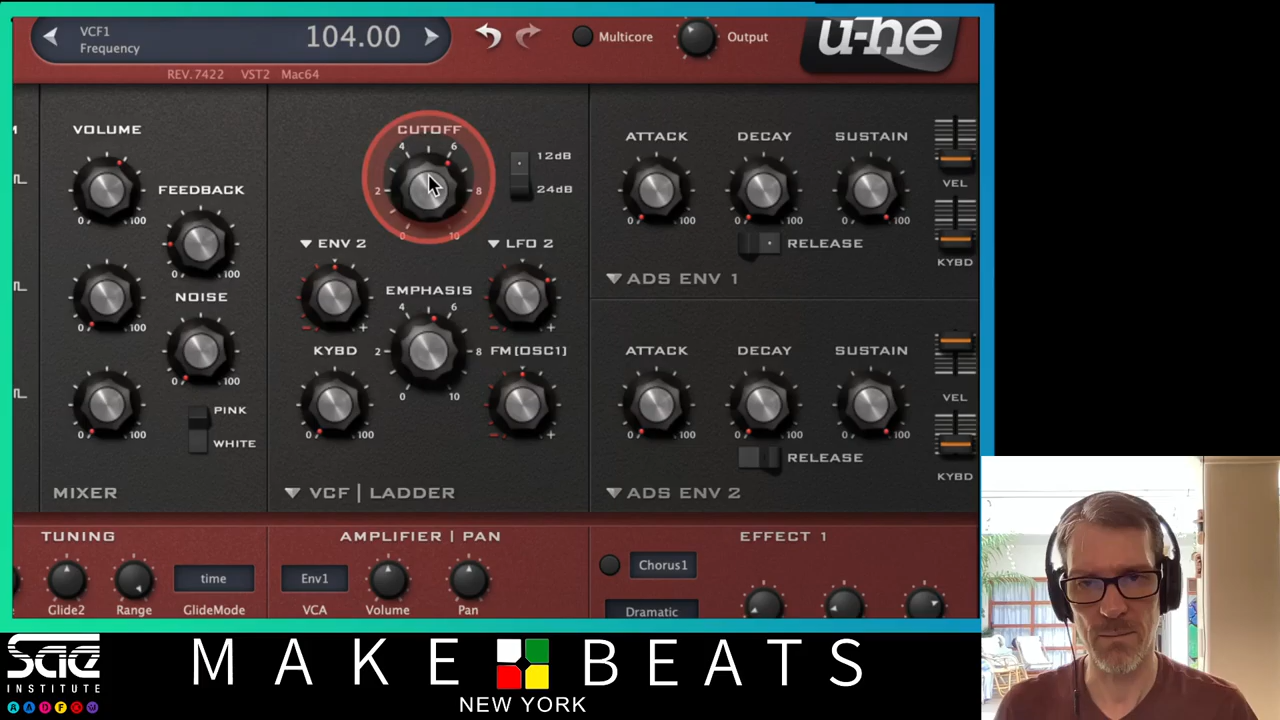 VCF1
Frequency
104.00
Multicore
Output
u-he
REV.7422 VST2 Mac64
VOLUME
0 100
FEEDBACK
0 100
0 100
NOISE
0 100
0 100
PINK
WHITE
MIXER
CUTOFF
0 2 4 6 8 10
12dB
24dB
ENV 2
- +
LFO 2
- +
EMPHASIS
0 2 4 6 8 10
KYBD
0 100
FM[OSC1]
- +
VCF | LADDER
ATTACK
DECAY
SUSTAIN
0 100
0 100
0 100
VEL
KYBD
RELEASE
ADS ENV 1
ATTACK
DECAY
SUSTAIN
0 100
0 100
0 100
VEL
KYBD
RELEASE
ADS ENV 2
TUNING
Glide2
Range
time
GlideMode
AMPLIFIER | PAN
Env1
VCA
Volume
Pan
EFFECT 1
Chorus1
Dramatic
sae
INSTITUTE
MAKE BEATS
NEW YORK